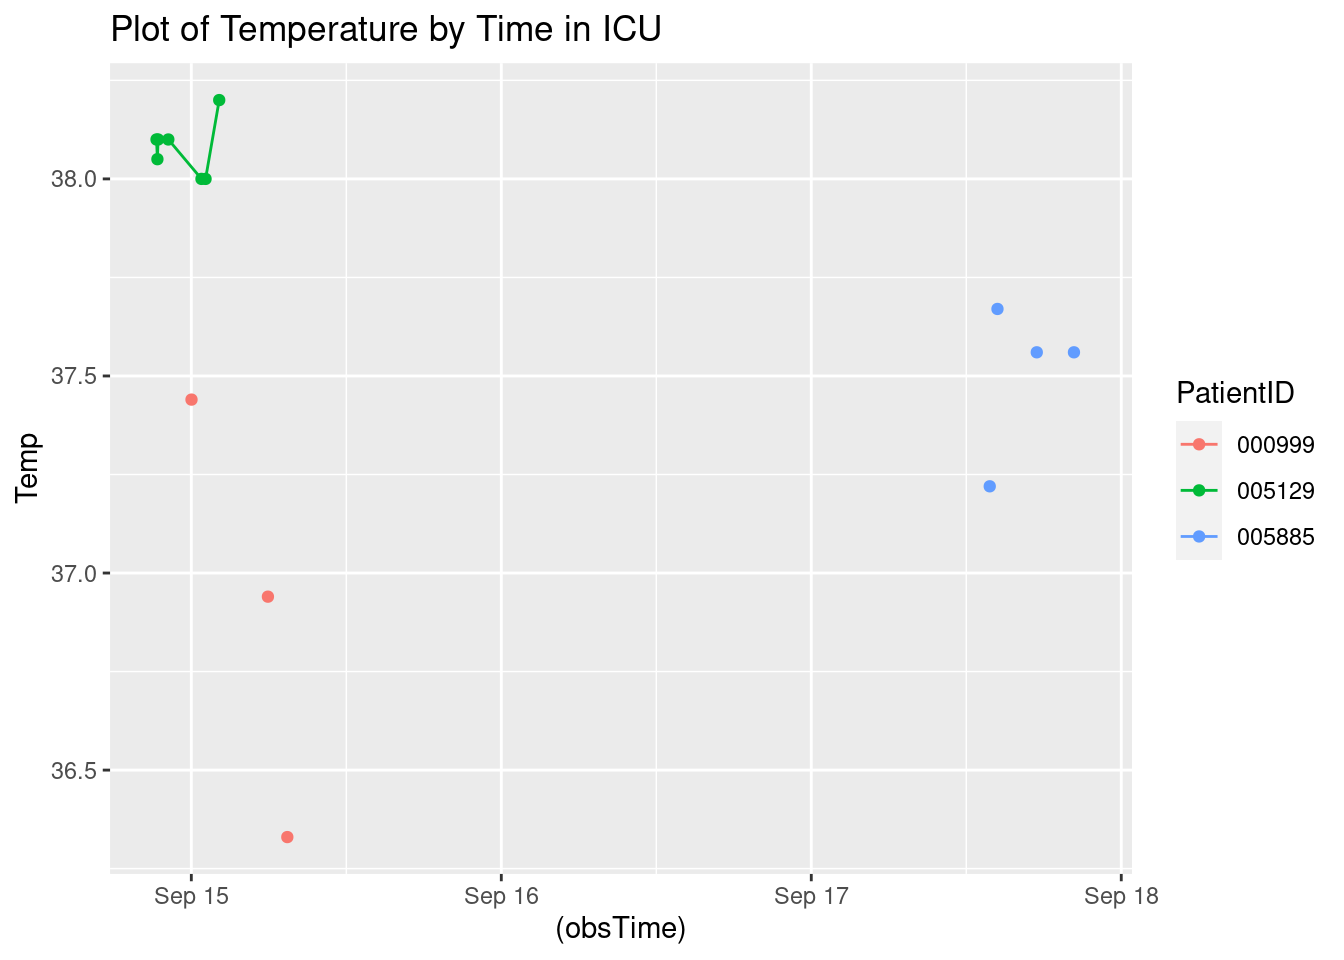 Plot of Temperature by Time in ICU
38.0
37.5
37.0
36.5
Temp
Sep 15
Sep 16
Sep 17
Sep 18
(obsTime)
PatientID
000999
005129
005885